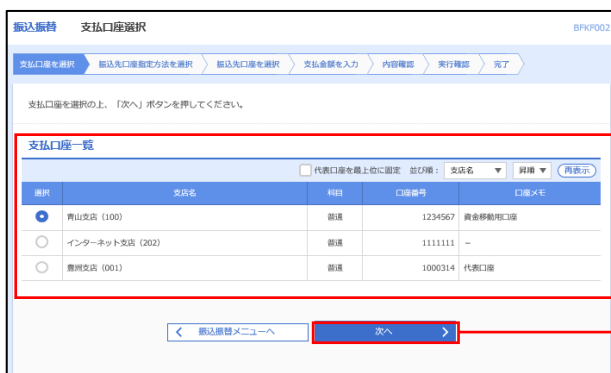 振込振替 支払口座選択 BFKF002
支払口座を選択 振込先口座指定方法を選択 振込先口座を選択 支払金額を入力 内容確認 実行確認 完了
支払口座を選択の上、「次へ」ボタンを押してください。
支払口座一覧
代表口座を最上位に固定 並び順： 支店名 ▼ 昇順 ▼ 再表示
選択 支店名 科目 口座番号 口座メモ
青山支店（100） 普通 1234567 資金移動用口座
インターネット支店（202） 普通 1111111 －
豊洲支店（001） 普通 1000314 代表口座
振込振替メニューへ 次へ